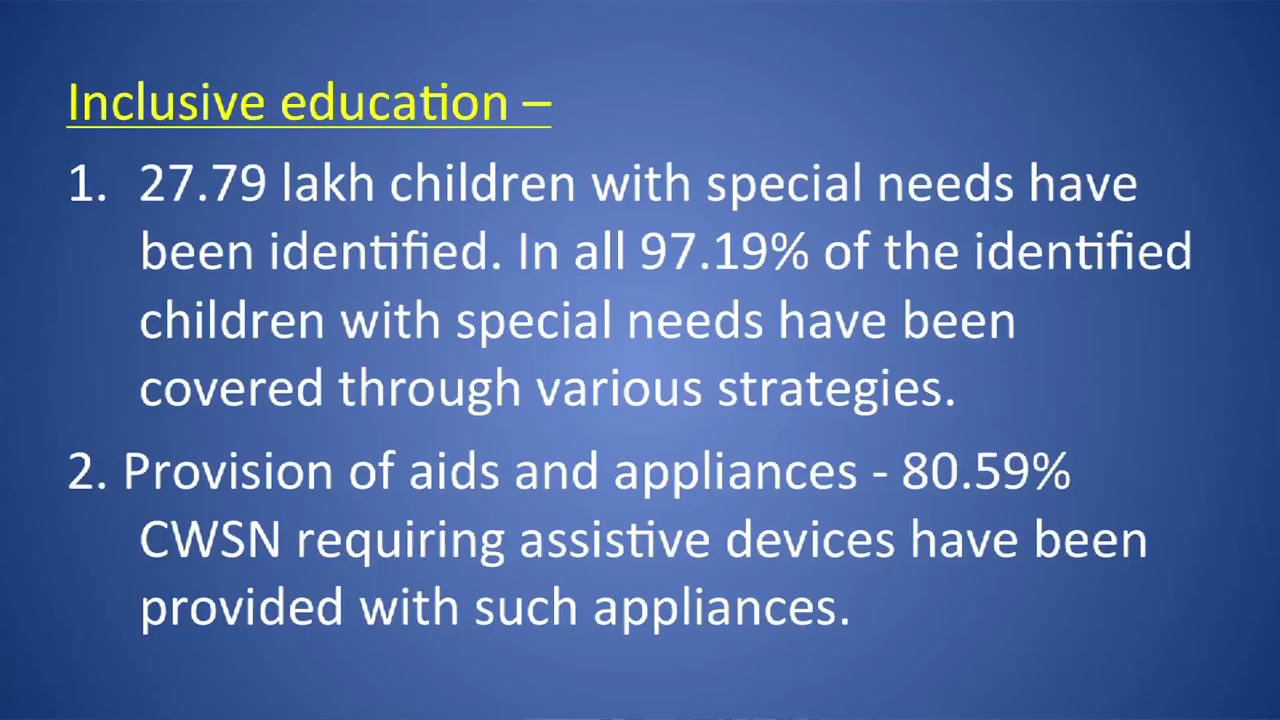 Inclusive education –
1. 27.79 lakh children with special needs have
been identified. In all 97.19% of the identified
children with special needs have been
covered through various strategies.
2. Provision of aids and appliances - 80.59%
CWSN requiring assistive devices have been
provided with such appliances.